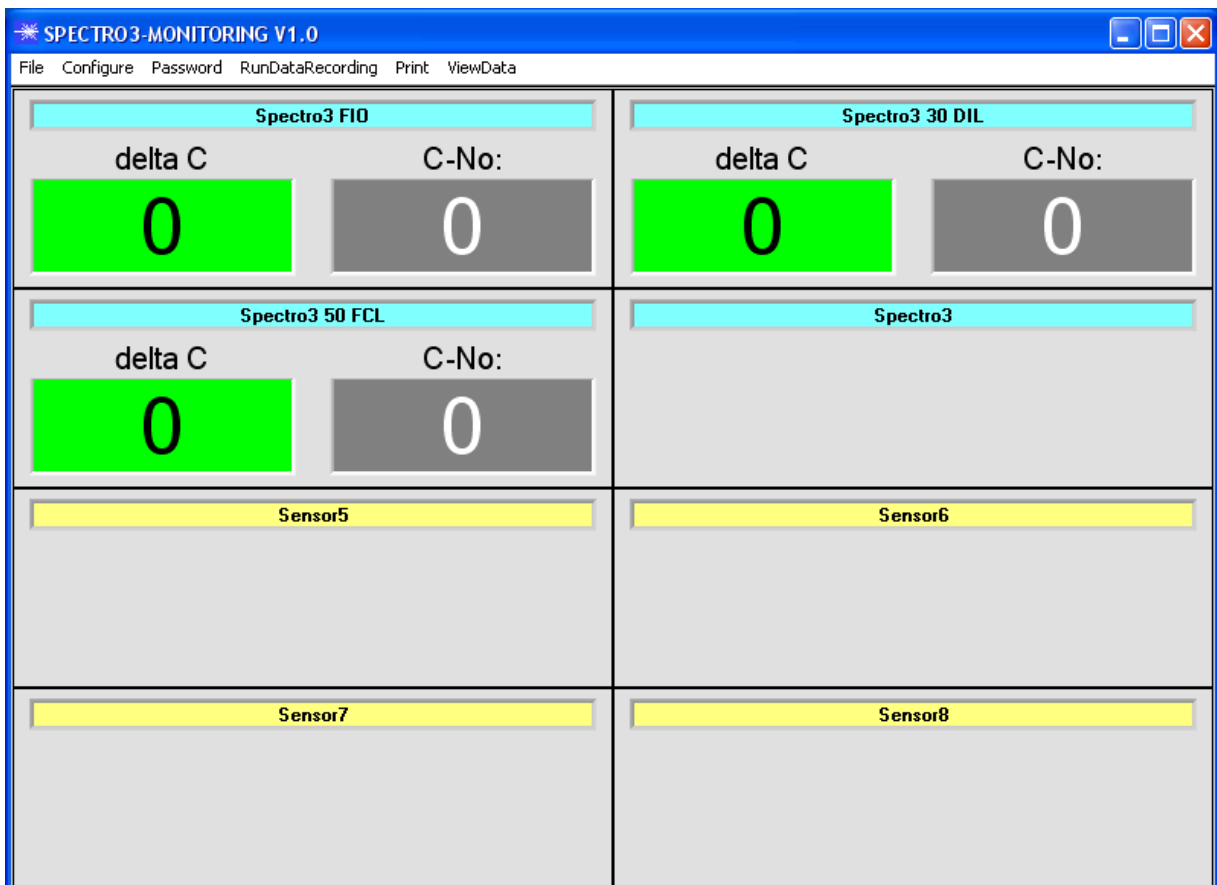 SPECTRO3-MONITORING V1.0
File Configure Password RunDataRecording Print ViewData
Spectro3 FIO
delta C C-No:
0 0
Spectro3 30 DIL
delta C C-No:
0 0
Spectro3 50 FCL
delta C C-No:
0 0
Spectro3
Sensor5
Sensor6
Sensor7
Sensor8